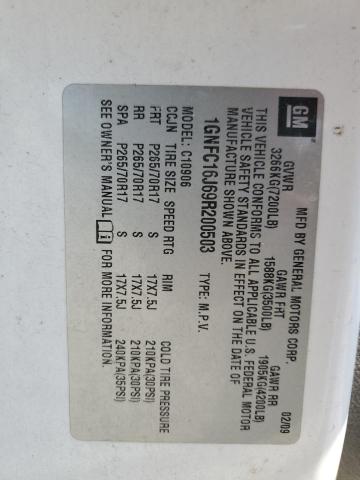 GM
MFD BY GENERAL MOTORS CORP. 02/09
GVWR GAWR FRT GAWR RR
3266KG(7200LB) 1588KG(3500LB) 1905KG(4200LB)
THIS VEHICLE CONFORMS TO ALL APPLICABLE U.S. FEDERAL MOTOR
VEHICLE SAFETY STANDARDS IN EFFECT ON THE DATE OF
MANUFACTURE SHOWN ABOVE.
1GNFC16J69R200503 TYPE: M.P.V.
MODEL: C10906
CCJN TIRE SIZE SPEED RTG RIM COLD TIRE PRESSURE
FRT P265/70R17 S 17X7.5J 210KPA(30PSI)
RR P265/70R17 S 17X7.5J 210KPA(30PSI)
SPA P265/70R17 S 17X7.5J 240KPA(35PSI)
SEE OWNER'S MANUAL i FOR MORE INFORMATION.